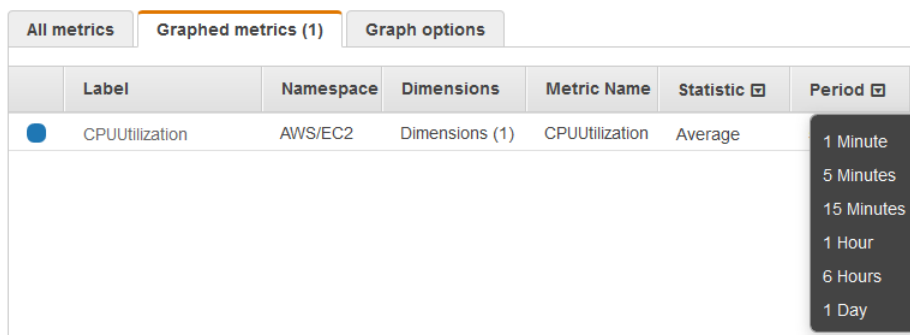 All metrics Graphed metrics (1) Graph options
Label Namespace Dimensions Metric Name Statistic Period
CPUUtilization AWS/EC2 Dimensions (1) CPUUtilization Average
1 Minute
5 Minutes
15 Minutes
1 Hour
6 Hours
1 Day